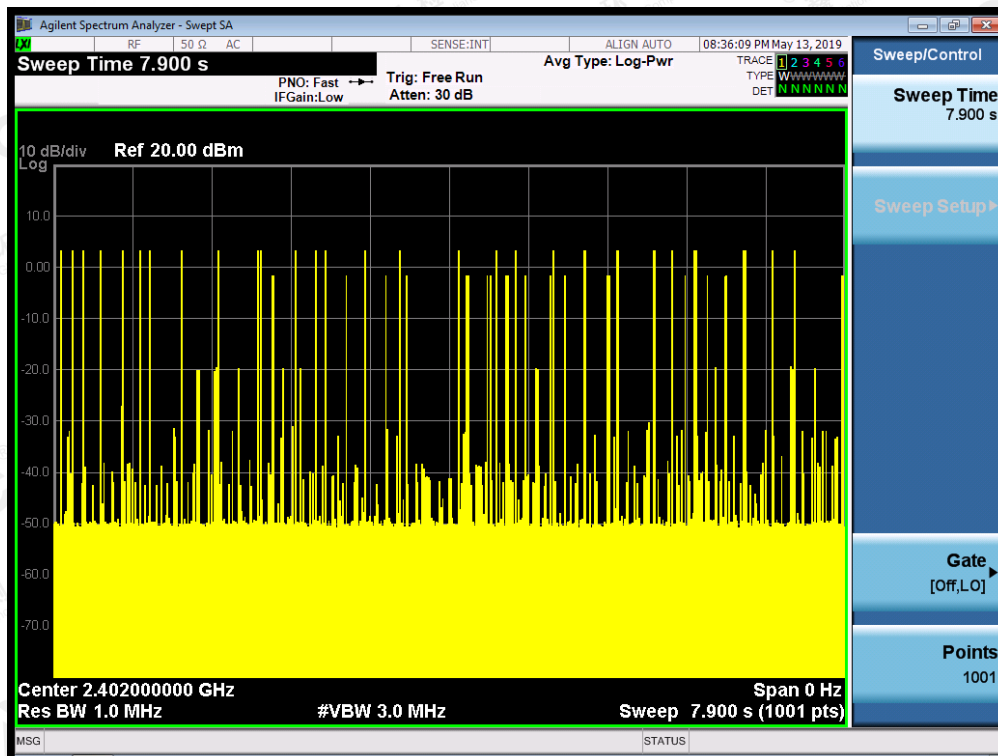 Agilent Spectrum Analyzer - Swept SA
LXI RF 50 Ω AC SENSE:INT ALIGN AUTO 08:36:09 PM May 13, 2019
Sweep Time 7.900 s
PNO: Fast
IFGain:Low
Trig: Free Run
Atten: 30 dB
Avg Type: Log-Pwr
TRACE 1 2 3 4 5 6
TYPE WWWWWWW
DET N N N N N N
10 dB/div Ref 20.00 dBm
Log
10.0
0.00
-10.0
-20.0
-30.0
-40.0
-50.0
-60.0
-70.0
Center 2.402000000 GHz Span 0 Hz
Res BW 1.0 MHz #VBW 3.0 MHz Sweep 7.900 s (1001 pts)
MSG STATUS
Sweep/Control
Sweep Time
7.900 s
Sweep Setup
Gate
[Off,LO]
Points
1001